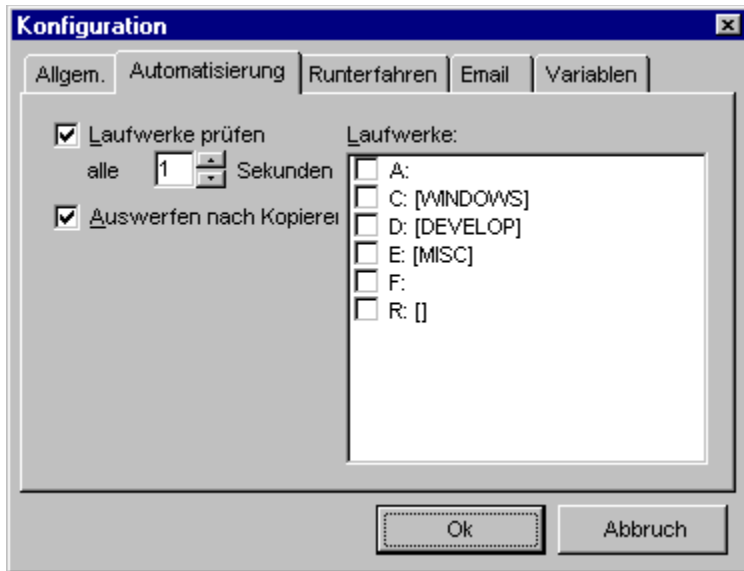 Konfiguration
Allgem. Automatisierung Runterfahren Email Variablen
Laufwerke prüfen
alle 1 Sekunden
Auswerfen nach Kopieren
Laufwerke:
A:
C: [WINDOWS]
D: [DEVELOP]
E: [MISC]
F:
R: []
Ok Abbruch